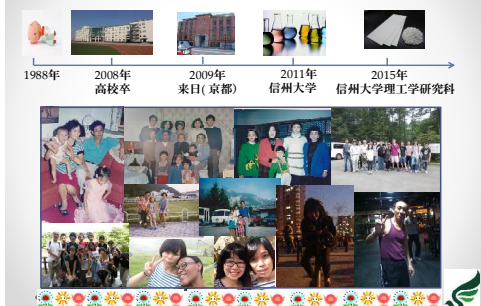 1988年
2008年
高校卒
2009年
来日(京都)
2011年
信州大学
2015年
信州大学理工学研究科